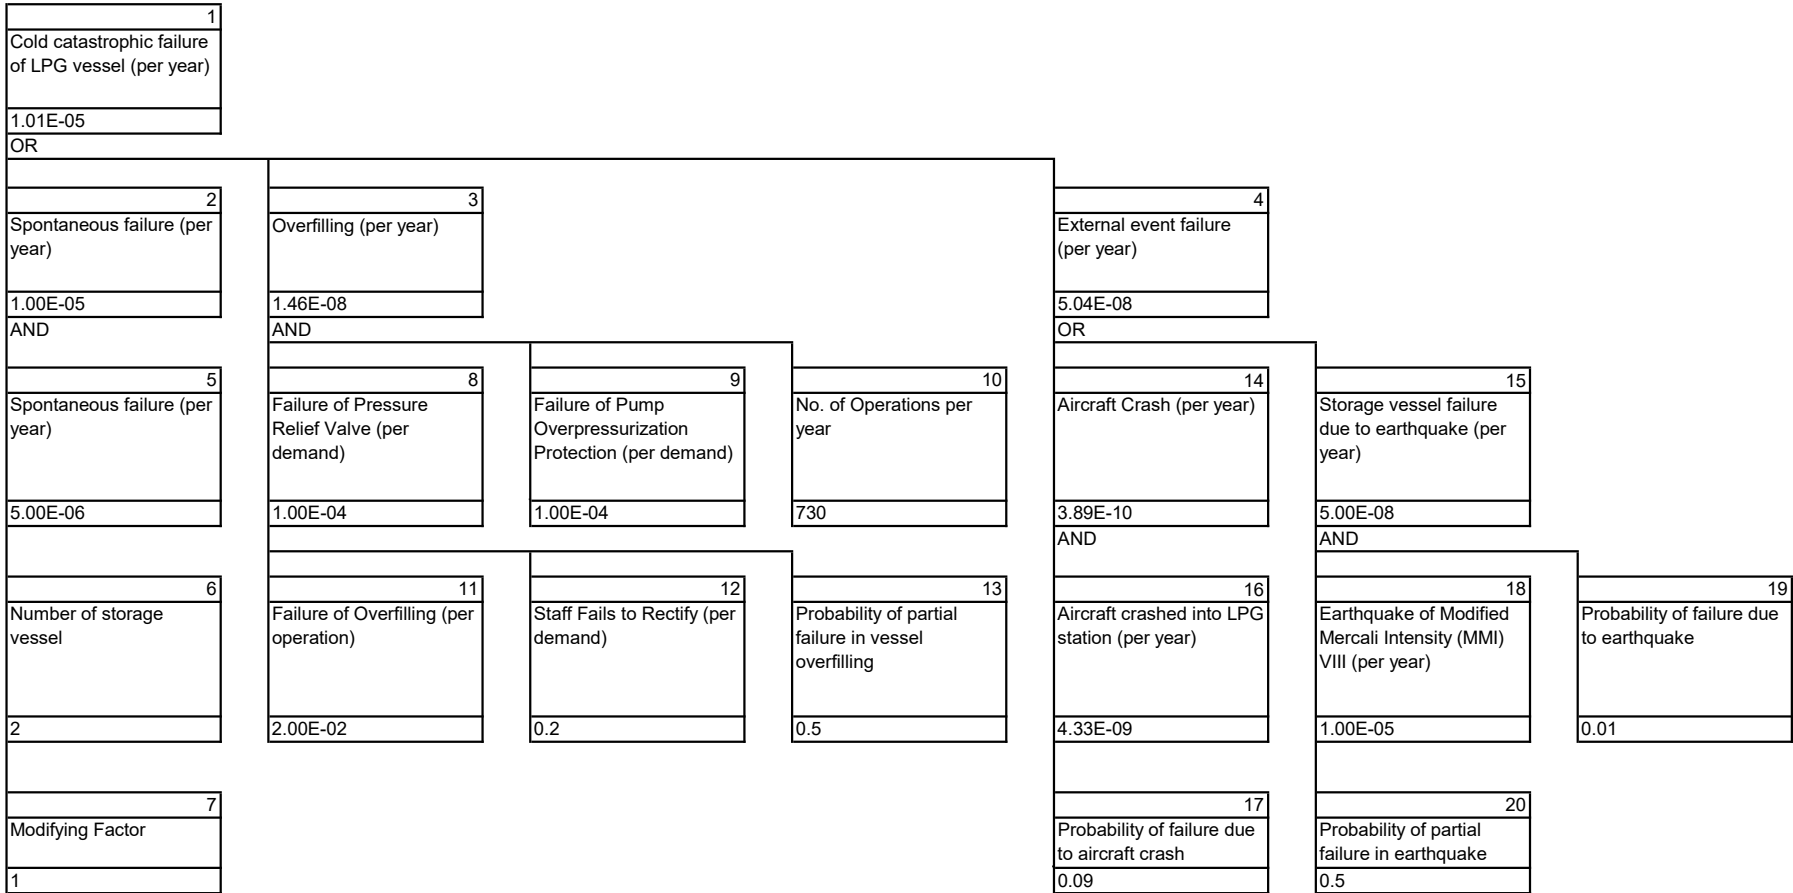 1
Cold catastrophic failure
of LPG vessel (per year)
1.01E-05
OR
2
Spontaneous failure (per
year)
1.00E-05
AND
3
Overfilling (per year)
1.46E-08
AND
4
External event failure
(per year)
5.04E-08
OR
5
Spontaneous failure (per
year)
5.00E-06
8
Failure of Pressure
Relief Valve (per
demand)
1.00E-04
9
Failure of Pump
Overpressurization
Protection (per demand)
1.00E-04
10
No. of Operations per
year
730
14
Aircraft Crash (per year)
3.89E-10
AND
15
Storage vessel failure
due to earthquake (per
year)
5.00E-08
AND
6
Number of storage
vessel
2
11
Failure of Overfilling (per
operation)
2.00E-02
12
Staff Fails to Rectify (per
demand)
0.2
13
Probability of partial
failure in vessel
overfilling
0.5
16
Aircraft crashed into LPG
station (per year)
4.33E-09
18
Earthquake of Modified
Mercali Intensity (MMI)
VIII (per year)
1.00E-05
19
Probability of failure due
to earthquake
0.01
7
Modifying Factor
1
17
Probability of failure due
to aircraft crash
0.09
20
Probability of partial
failure in earthquake
0.5